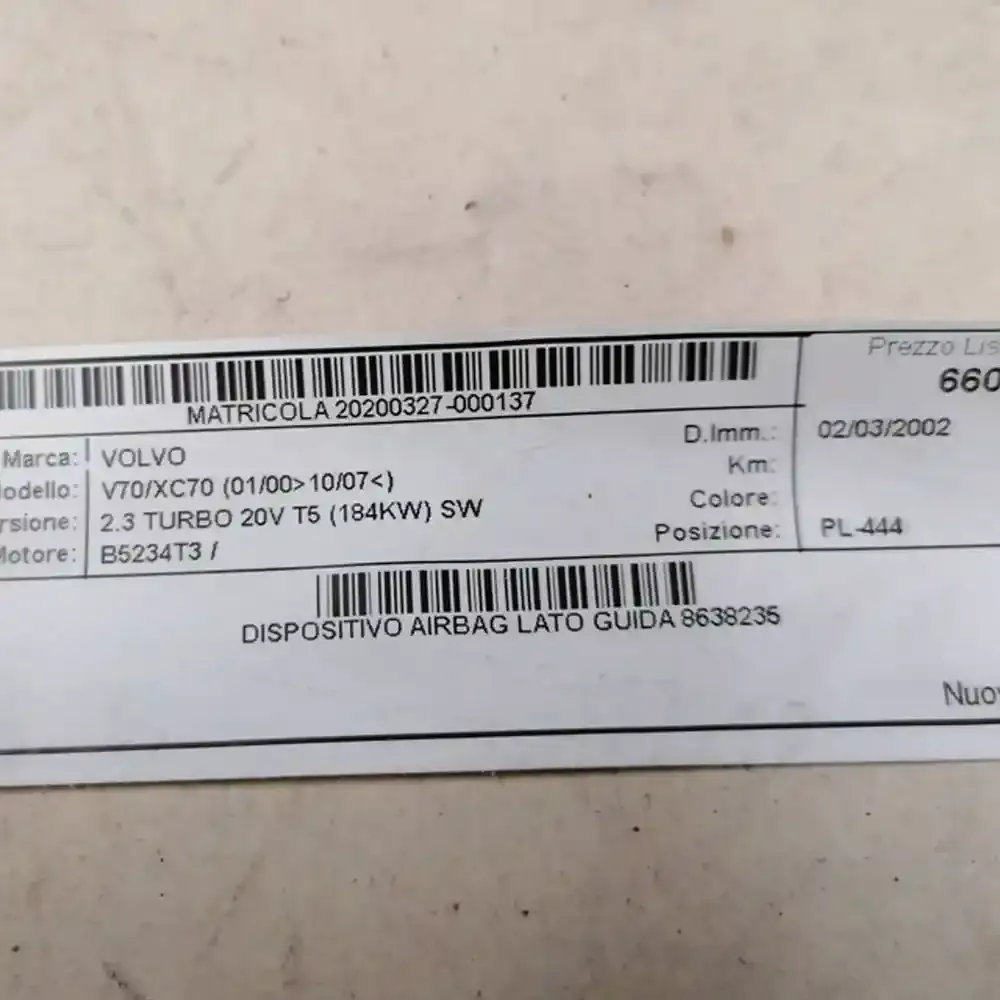 Prezzo Lis
660
MATRICOLA 20200327-000137
Marca: VOLVO
odello: V70/XC70 (01/00>10/07<)
rsione: 2.3 TURBO 20V T5 (184KW) SW
Motore: B5234T3 /
D.Imm.: 02/03/2002
Km:
Colore:
Posizione: PL-444
DISPOSITIVO AIRBAG LATO GUIDA 8638235
Nuov